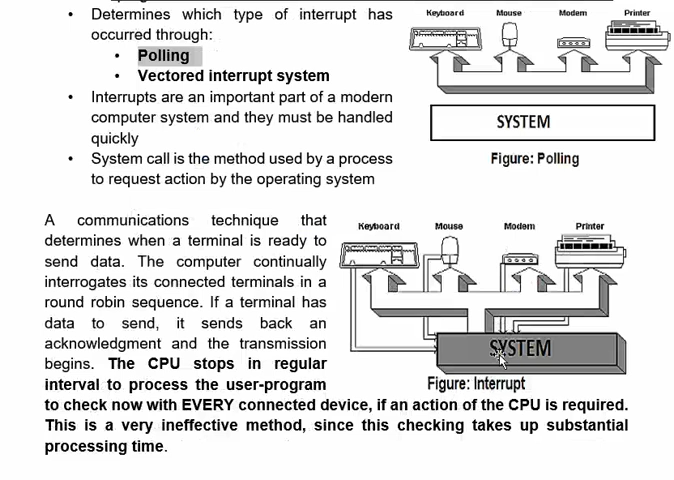 • Determines which type of interrupt has
occurred through:
• Polling
• Vectored interrupt system
• Interrupts are an important part of a modern
computer system and they must be handled
quickly
• System call is the method used by a process
to request action by the operating system
Keyboard Mouse Modem Printer
SYSTEM
Figure: Polling
A communications technique that
determines when a terminal is ready to
send data. The computer continually
interrogates its connected terminals in a
round robin sequence. If a terminal has
data to send, it sends back an
acknowledgment and the transmission
begins. The CPU stops in regular
interval to process the user-program
to check now with EVERY connected device, if an action of the CPU is required.
This is a very ineffective method, since this checking takes up substantial
processing time.
Keyboard Mouse Modem Printer
SYSTEM
Figure: Interrupt